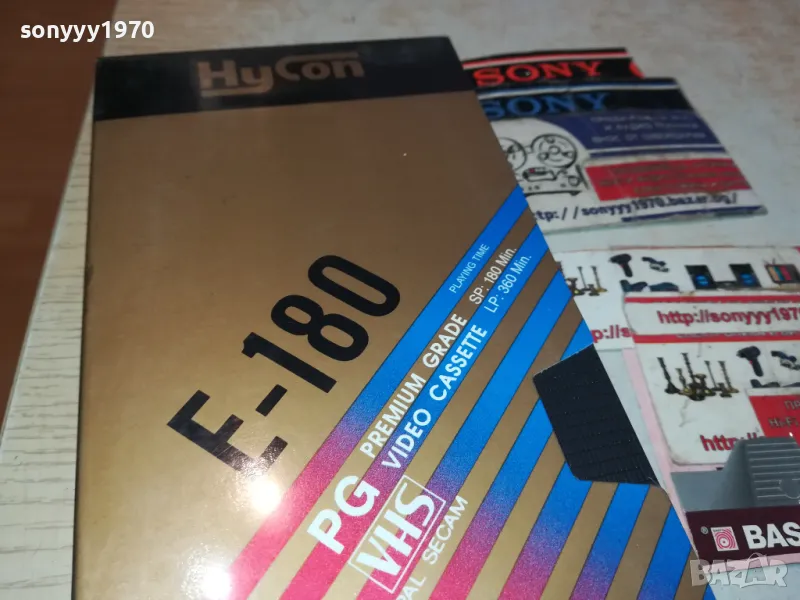 sonyyy1970
HyCon
SONY
SONY
http://sonyyy1970.bazar.bg/
http://sonyyy1970
E-180
PLAYING TIME
SP: 180 Min.
LP: 360 Min.
PG
PREMIUM GRADE
VIDEO CASSETTE
VHS
PAL SECAM
BAS
BAZAR